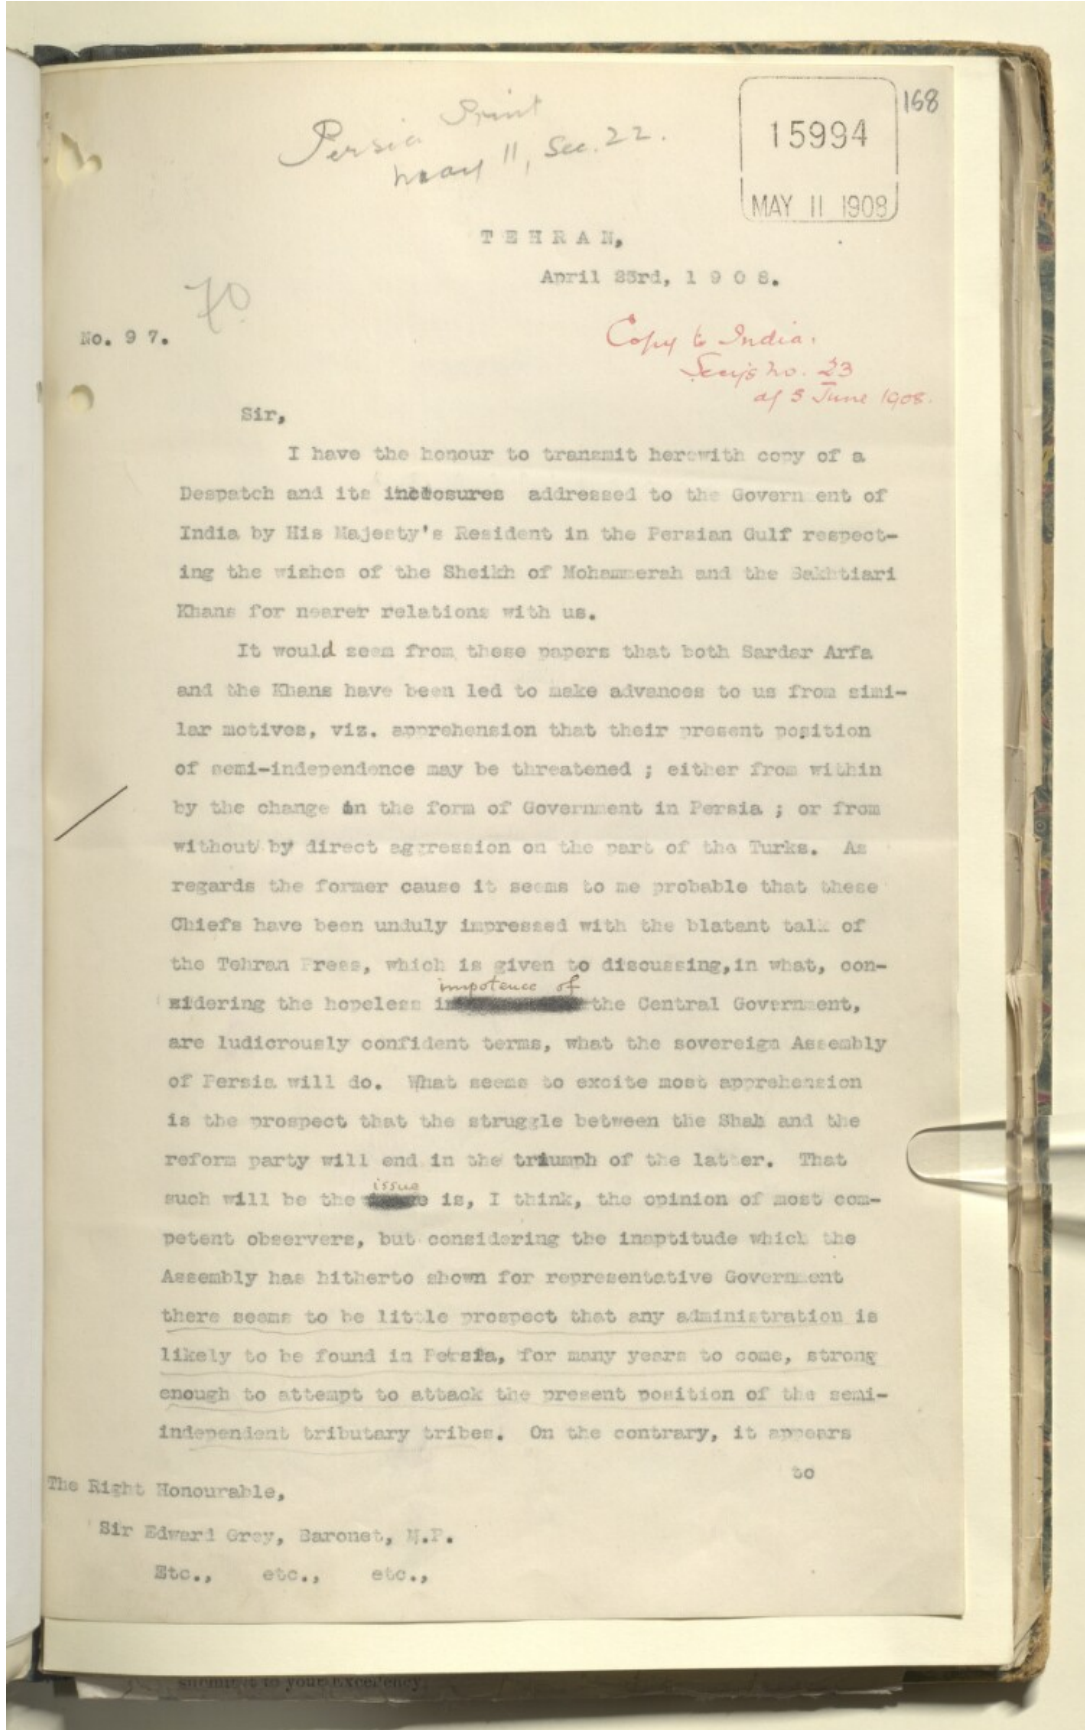 168
Persia Print
May 11, Sec. 22.
15994
MAY 11 1908
TEHRAN,
April 23rd, 1908.
70
No. 97.
Copy to India.
Secy's No. 23
of 5 June 1908.
Sir,
I have the honour to transmit herewith copy of a
Despatch and its inclosures addressed to the Government of
India by His Majesty's Resident in the Persian Gulf respect-
ing the wishes of the Sheikh of Mohammerah and the Bakhtiari
Khans for nearer relations with us.
It would seem from these papers that both Sardar Arfa
and the Khans have been led to make advances to us from simi-
lar motives, viz. apprehension that their present position
of semi-independence may be threatened ; either from within
by the change in the form of Government in Persia ; or from
without by direct aggression on the part of the Turks. As
regards the former cause it seems to me probable that these
Chiefs have been unduly impressed with the blatant talk of
the Tehran Press, which is given to discussing, in what, con-
sidering the hopeless impotence of the Central Government,
are ludicrously confident terms, what the sovereign Assembly
of Persia will do. What seems to excite most apprehension
is the prospect that the struggle between the Shah and the
reform party will end in the triumph of the latter. That
such will be the issue is, I think, the opinion of most com-
petent observers, but considering the inaptitude which the
Assembly has hitherto shown for representative Government
there seems to be little prospect that any administration is
likely to be found in Persia, for many years to come, strong
enough to attempt to attack the present position of the semi-
independent tributary tribes. On the contrary, it appears
to
The Right Honourable,
Sir Edward Grey, Baronet, M.P.
Etc., etc., etc.,
to your Excellency